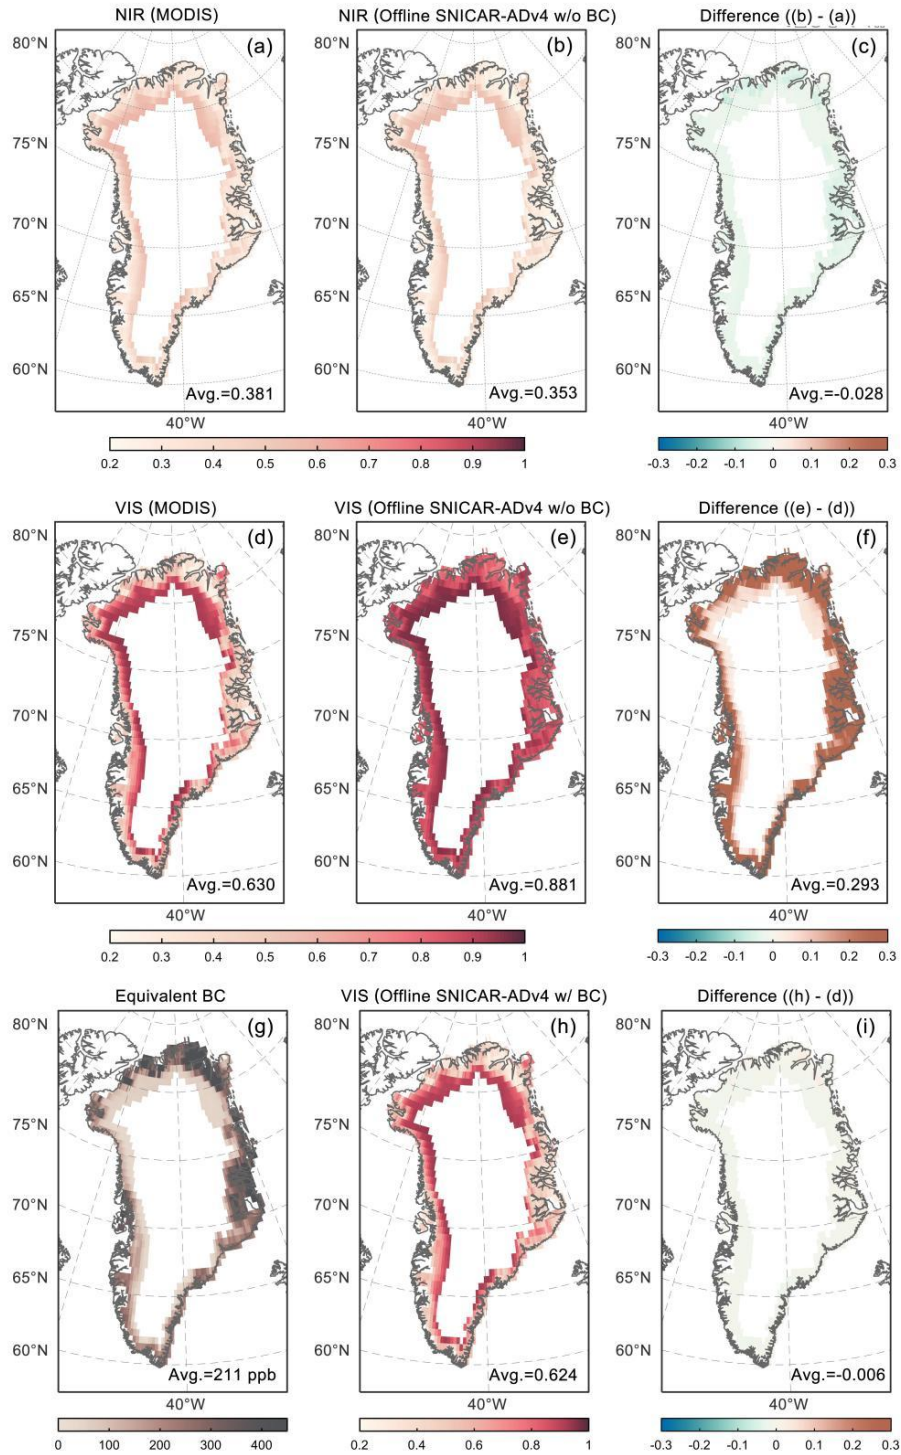 NIR (MODIS) NIR (Offline SNICAR-ADv4 w/o BC) Difference ((b) - (a))
80°N (a) 80°N (b) 80°N (c)
75°N 75°N 75°N
70°N 70°N 70°N
65°N 65°N 65°N
60°N 60°N 60°N
Avg.=0.381 Avg.=0.353 Avg.=-0.028
40°W 40°W 40°W
0.2 0.3 0.4 0.5 0.6 0.7 0.8 0.9 1 -0.3 -0.2 -0.1 0 0.1 0.2 0.3
VIS (MODIS) VIS (Offline SNICAR-ADv4 w/o BC) Difference ((e) - (d))
80°N (d) 80°N (e) 80°N (f)
75°N 75°N 75°N
70°N 70°N 70°N
65°N 65°N 65°N
60°N 60°N 60°N
Avg.=0.630 Avg.=0.881 Avg.=0.293
40°W 40°W 40°W
0.2 0.3 0.4 0.5 0.6 0.7 0.8 0.9 1 -0.3 -0.2 -0.1 0 0.1 0.2 0.3
Equivalent BC VIS (Offline SNICAR-ADv4 w/ BC) Difference ((h) - (d))
80°N (g) 80°N (h) 80°N (i)
75°N 75°N 75°N
70°N 70°N 70°N
65°N 65°N 65°N
60°N 60°N 60°N
Avg.=211 ppb Avg.=0.624 Avg.=-0.006
40°W 40°W 40°W
0 100 200 300 400 0.2 0.4 0.6 0.8 1 -0.3 -0.2 -0.1 0 0.1 0.2 0.3